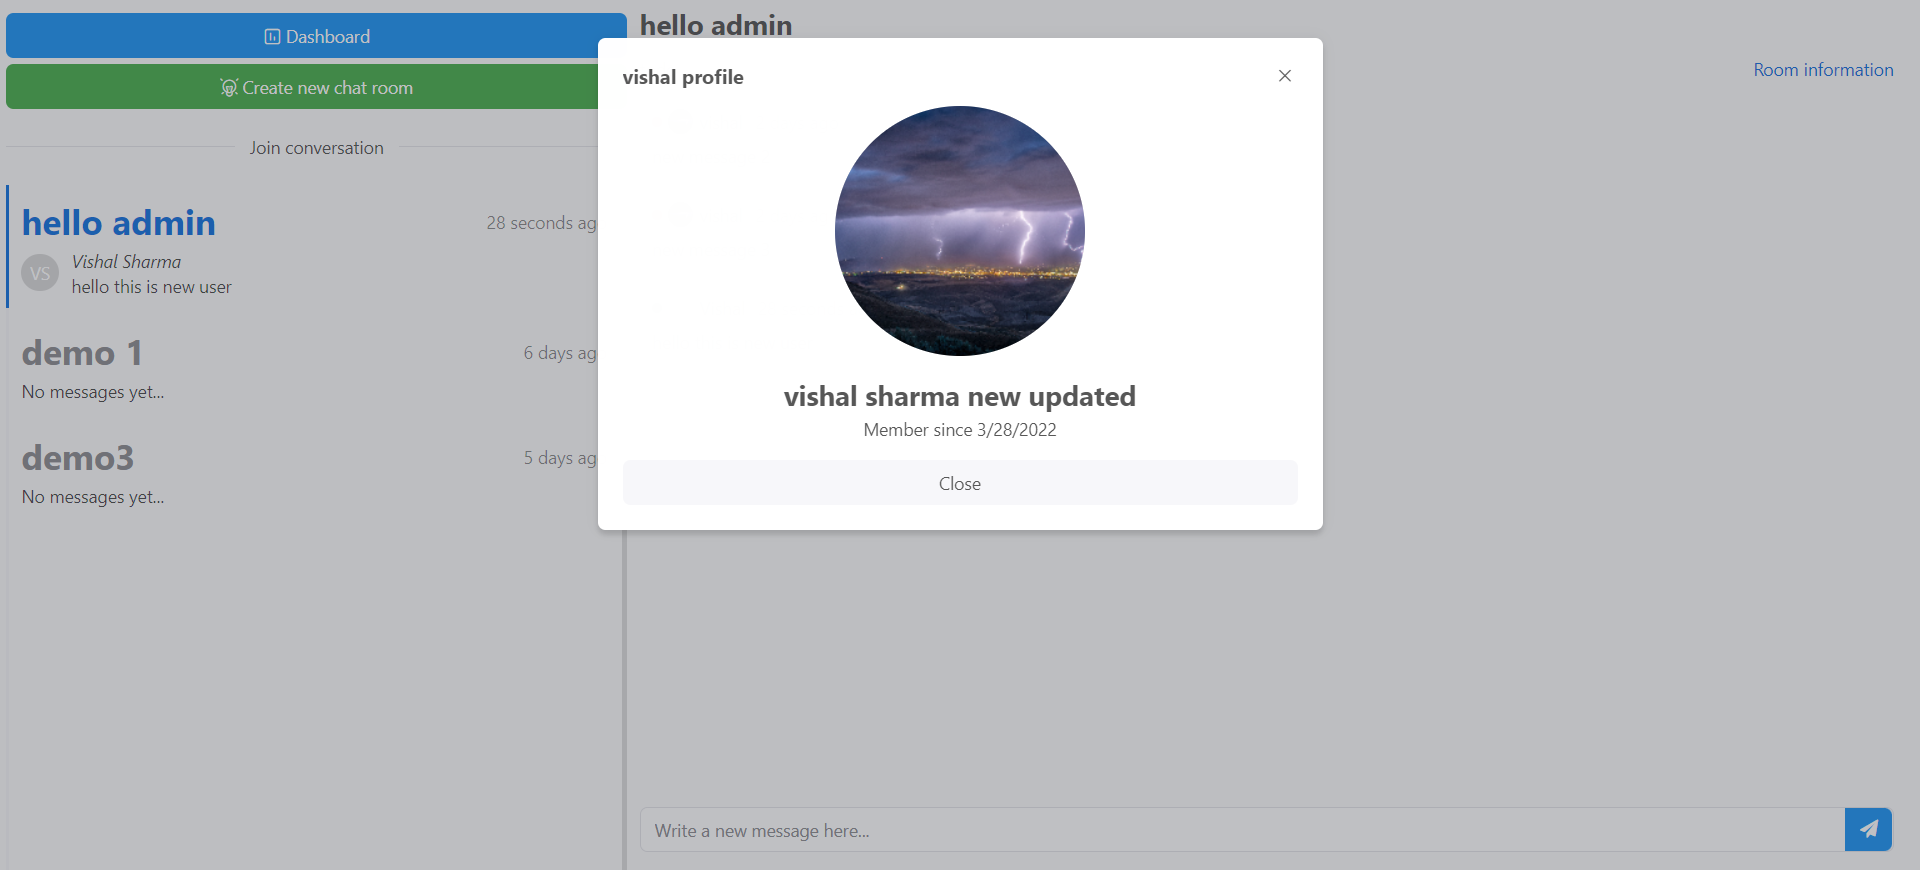 Dashboard
Create new chat room
Join conversation
hello admin
28 seconds ag
VS
Vishal Sharma
hello this is new user
demo 1
6 days ag
No messages yet...
demo3
5 days ag
No messages yet...
hello admin
Room information
vishal profile
vishal sharma new updated
Member since 3/28/2022
Close
Write a new message here...